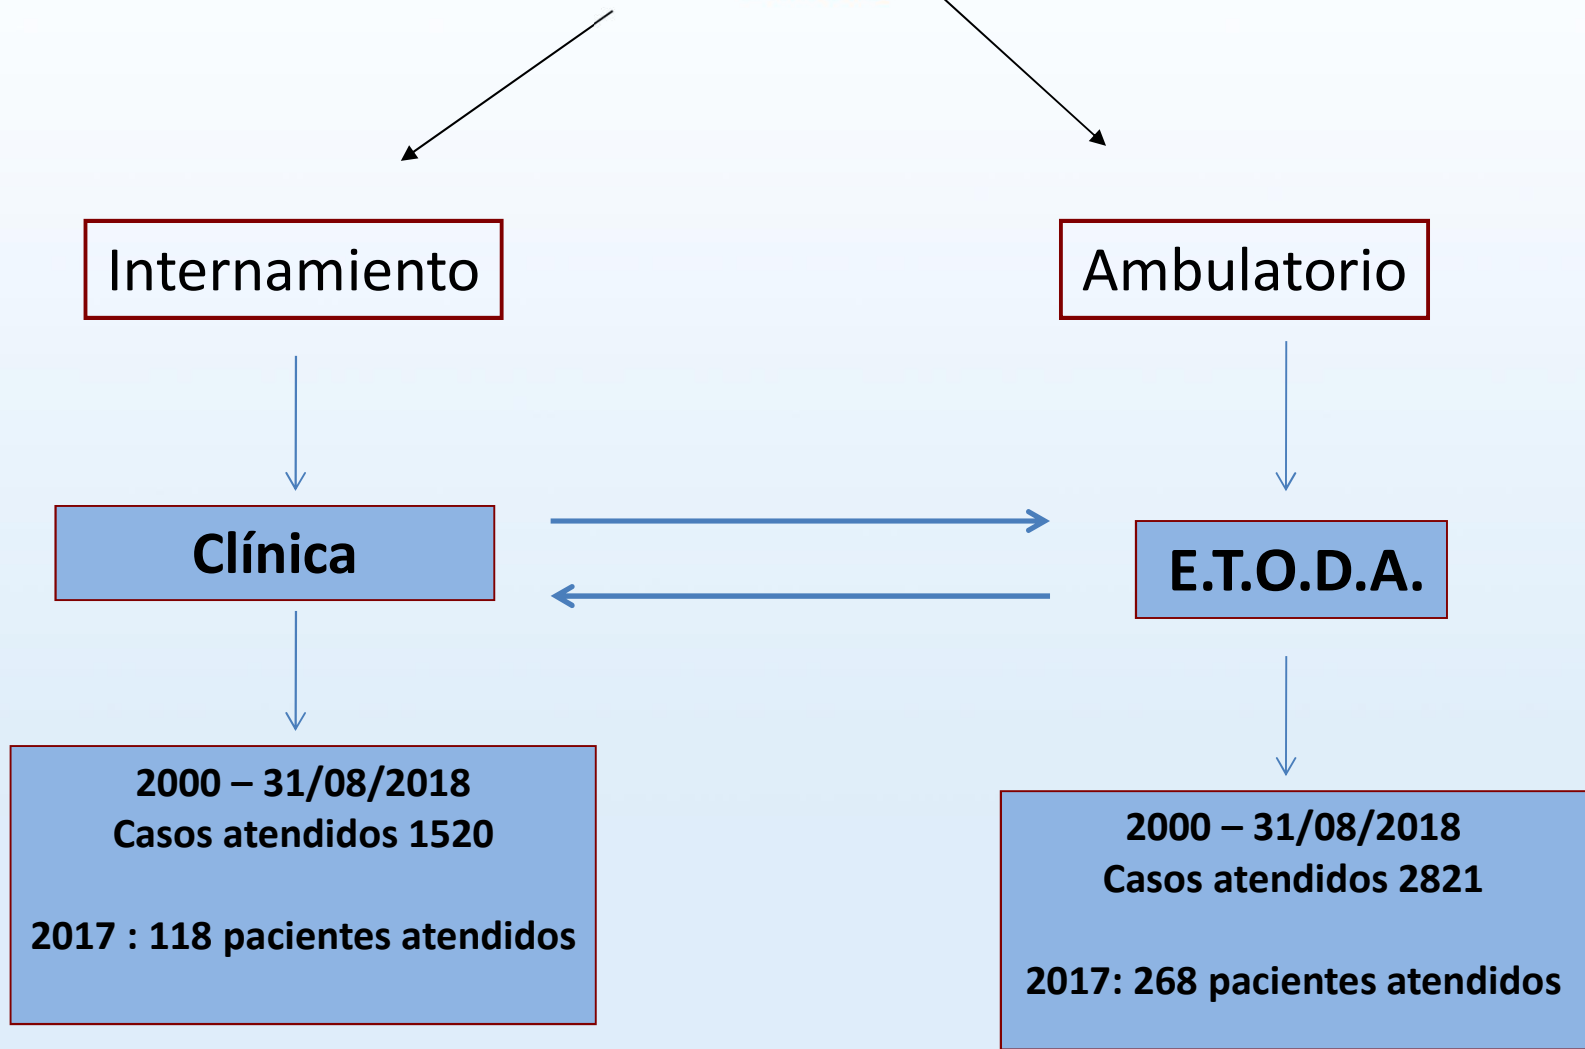 Internamiento
Ambulatorio
Clínica
E.T.O.D.A.
2000 – 31/08/2018
Casos atendidos 1520
2017 : 118 pacientes atendidos
2000 – 31/08/2018
Casos atendidos 2821
2017: 268 pacientes atendidos